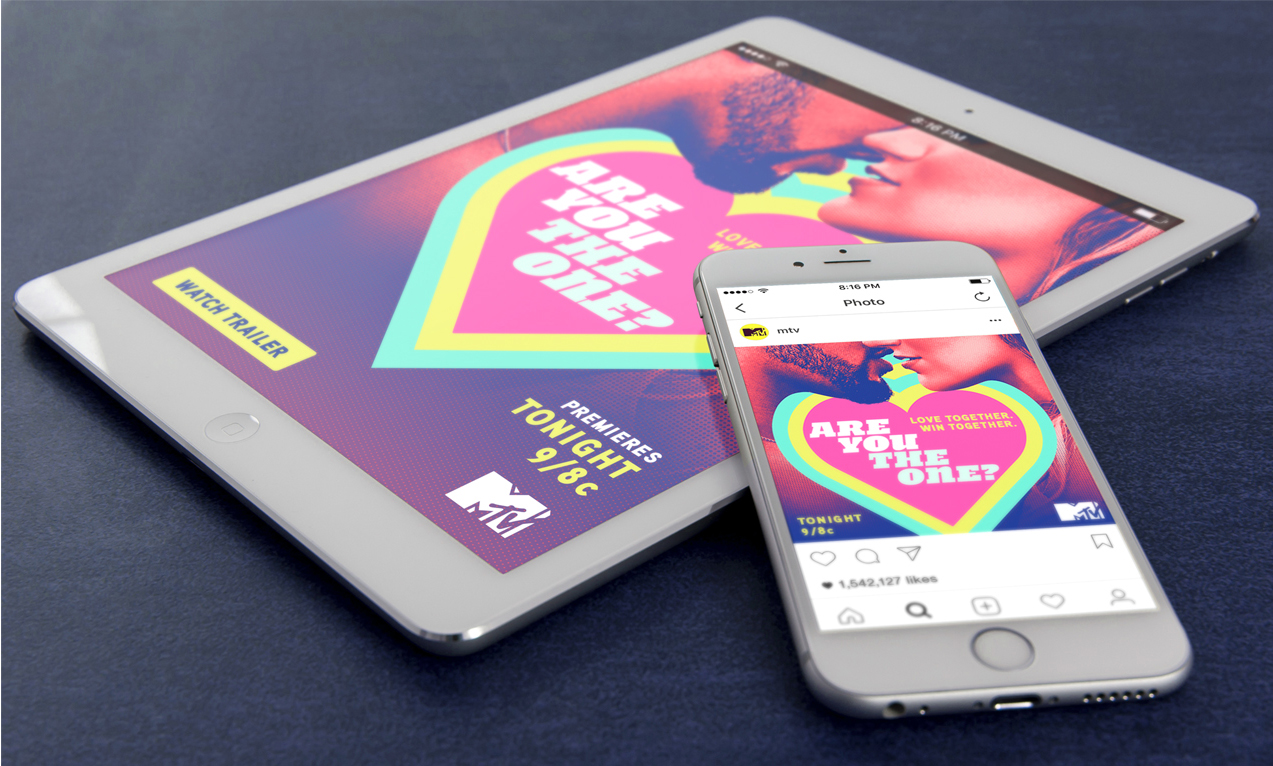 8:16 PM
ARE
YOU
THE
ONE?
LOVE
WATCH TRAILER
PREMIERES
TONIGHT
9/8c
MTV
8:16 PM
Photo
mtv
ARE
YOU
THE
ONE?
LOVE TOGETHER.
WIN TOGETHER.
TONIGHT
9/8c
MTV
1,542,127 likes